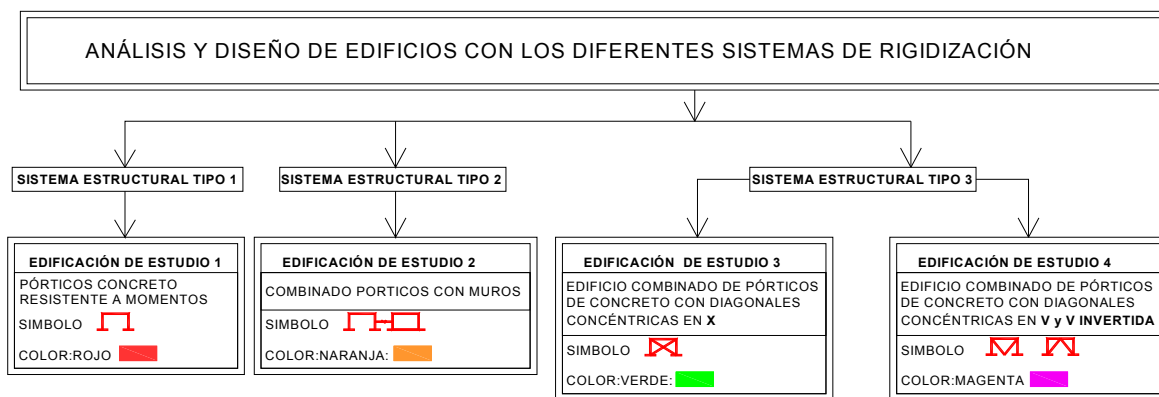 ANÁLISIS Y DISEÑO DE EDIFICIOS CON LOS DIFERENTES SISTEMAS DE RIGIDIZACIÓN
SISTEMA ESTRUCTURAL TIPO 1
SISTEMA ESTRUCTURAL TIPO 2
SISTEMA ESTRUCTURAL TIPO 3
EDIFICACIÓN DE ESTUDIO 1
PÓRTICOS CONCRETO
RESISTENTE A MOMENTOS
SIMBOLO
COLOR:ROJO
EDIFICACIÓN DE ESTUDIO 2
COMBINADO PORTICOS CON MUROS
SIMBOLO
COLOR:NARANJA:
EDIFICACIÓN DE ESTUDIO 3
EDIFICIO COMBINADO DE PÓRTICOS
DE CONCRETO CON DIAGONALES
CONCÉNTRICAS EN X
SIMBOLO
COLOR:VERDE:
EDIFICACIÓN DE ESTUDIO 4
EDIFICIO COMBINADO DE PÓRTICOS
DE CONCRETO CON DIAGONALES
CONCÉNTRICAS EN V y V INVERTIDA
SIMBOLO
COLOR:MAGENTA